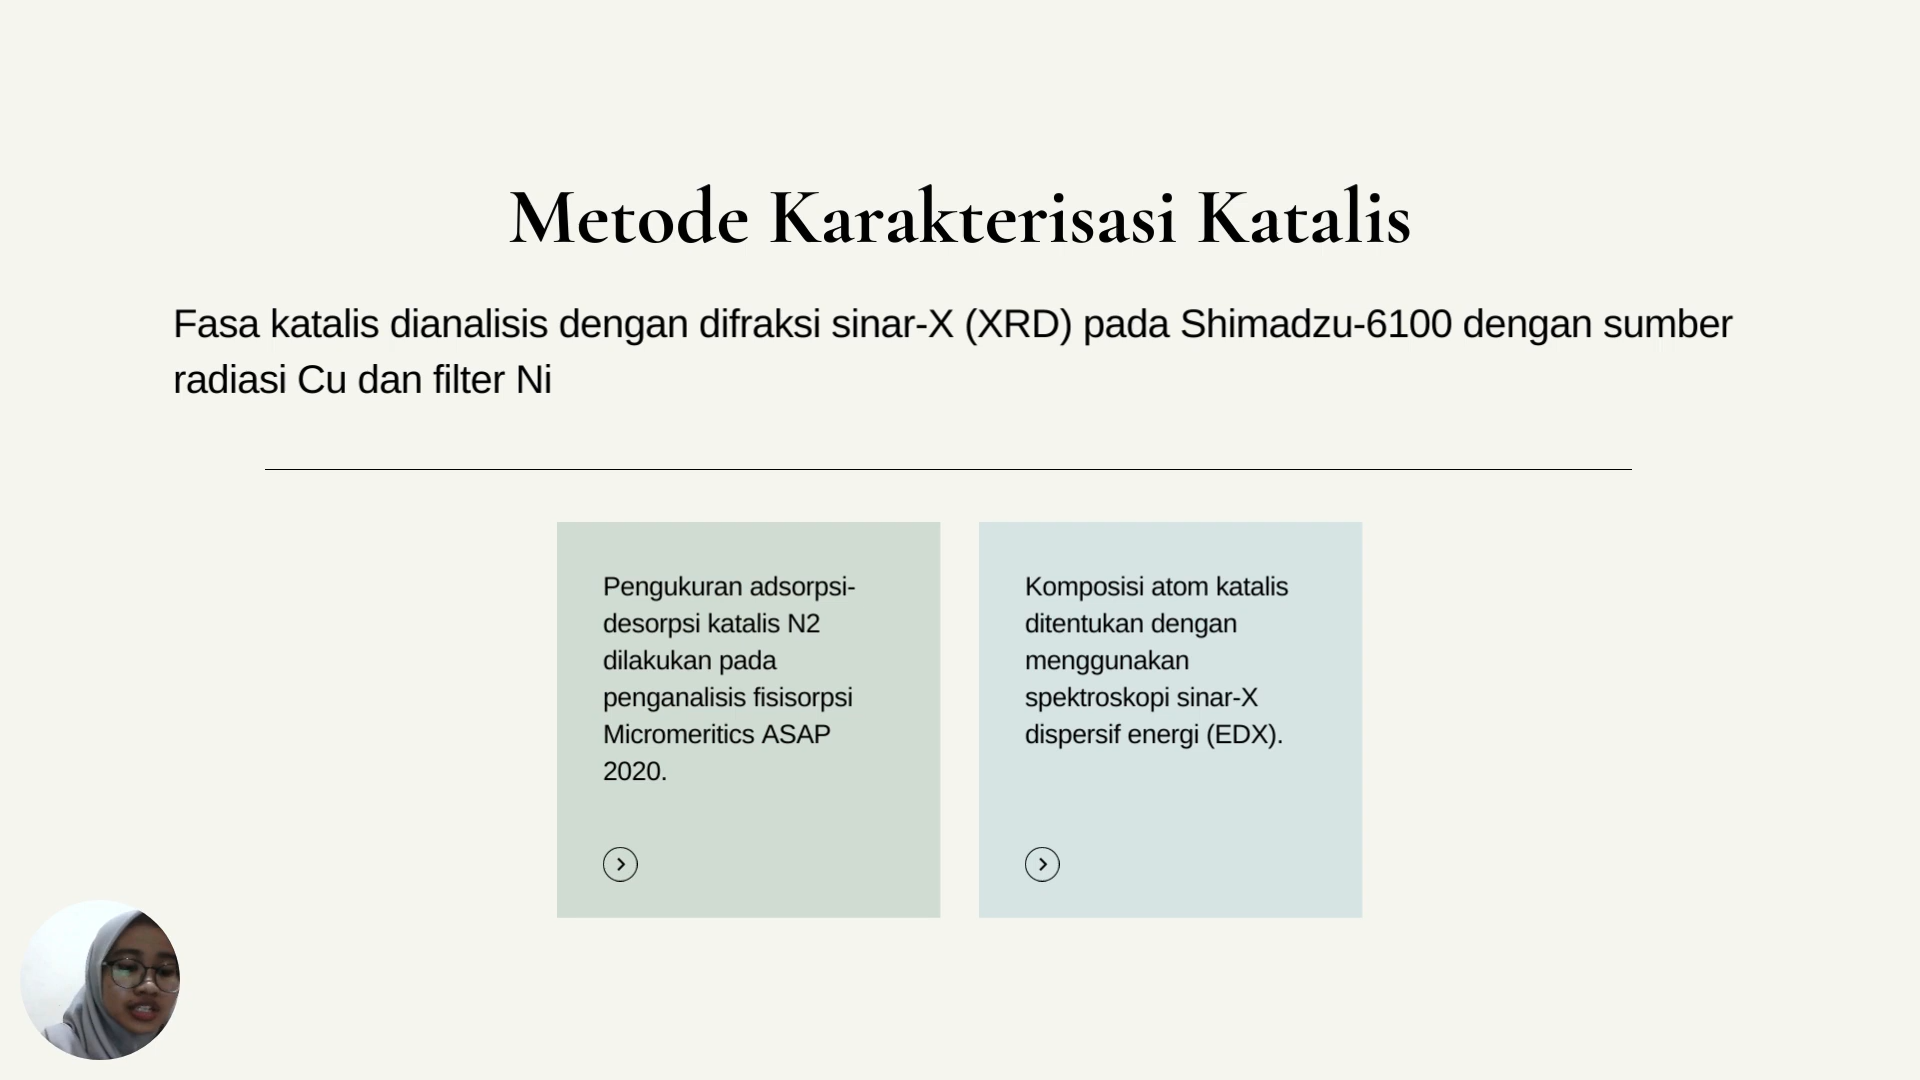 Metode Karakterisasi Katalis
Fasa katalis dianalisis dengan difraksi sinar-X (XRD) pada Shimadzu-6100 dengan sumber
radiasi Cu dan filter Ni
Pengukuran adsorpsi-
desorpsi katalis N2
dilakukan pada
penganalisis fisisorpsi
Micromeritics ASAP
2020.
Komposisi atom katalis
ditentukan dengan
menggunakan
spektroskopi sinar-X
dispersif energi (EDX).